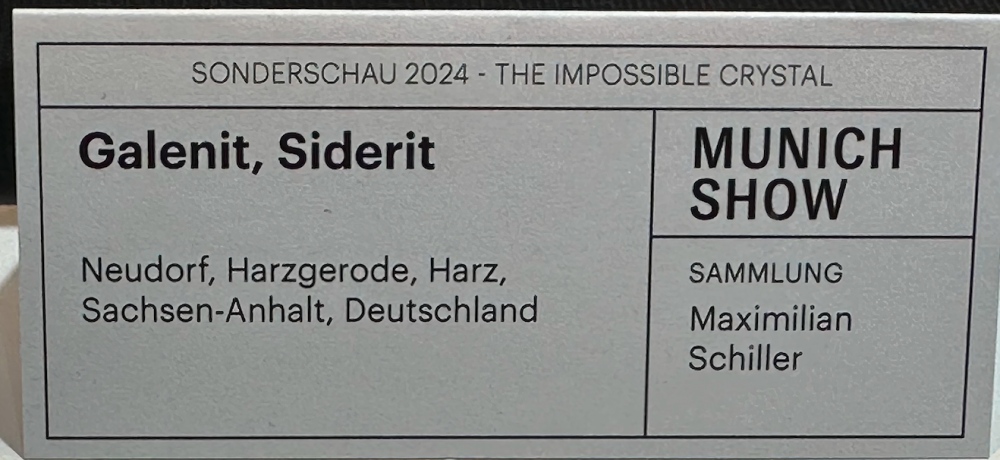 SONDERSCHAU 2024 - THE IMPOSSIBLE CRYSTAL
Galenit, Siderit
Neudorf, Harzgerode, Harz,
Sachsen-Anhalt, Deutschland
MUNICH
SHOW
SAMMLUNG
Maximilian
Schiller